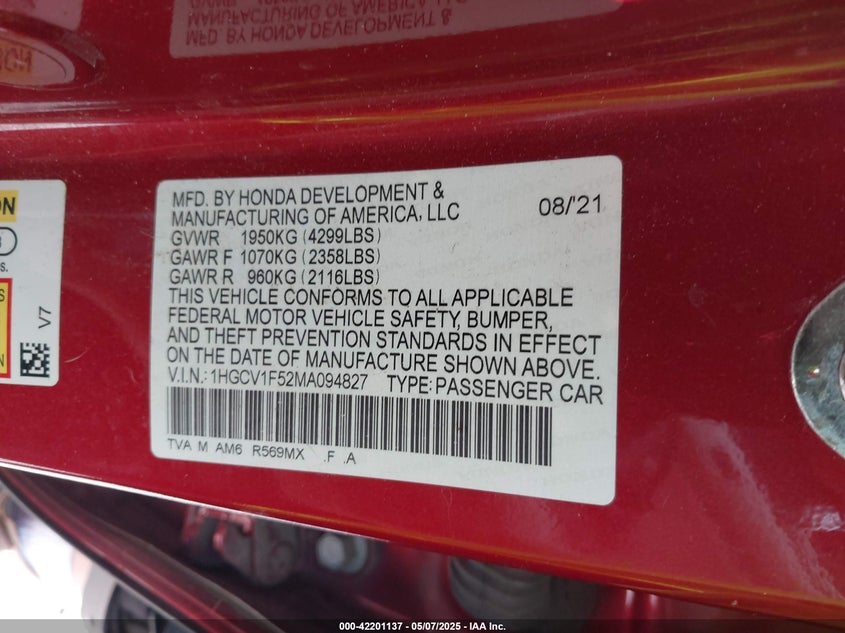 MFD. BY HONDA DEVELOPMENT &
MANUFACTURING OF AMERICA, LLC 08/'21
GVWR 1950KG (4299LBS)
GAWR F 1070KG (2358LBS)
GAWR R 960KG (2116LBS)
THIS VEHICLE CONFORMS TO ALL APPLICABLE
FEDERAL MOTOR VEHICLE SAFETY, BUMPER,
AND THEFT PREVENTION STANDARDS IN EFFECT
ON THE DATE OF MANUFACTURE SHOWN ABOVE.
V.I.N.: 1HGCV1F52MA094827 TYPE: PASSENGER CAR
TVA M AM6 R569MX .F .A
V7
000-42201137 - 05/07/2025 - IAA Inc.